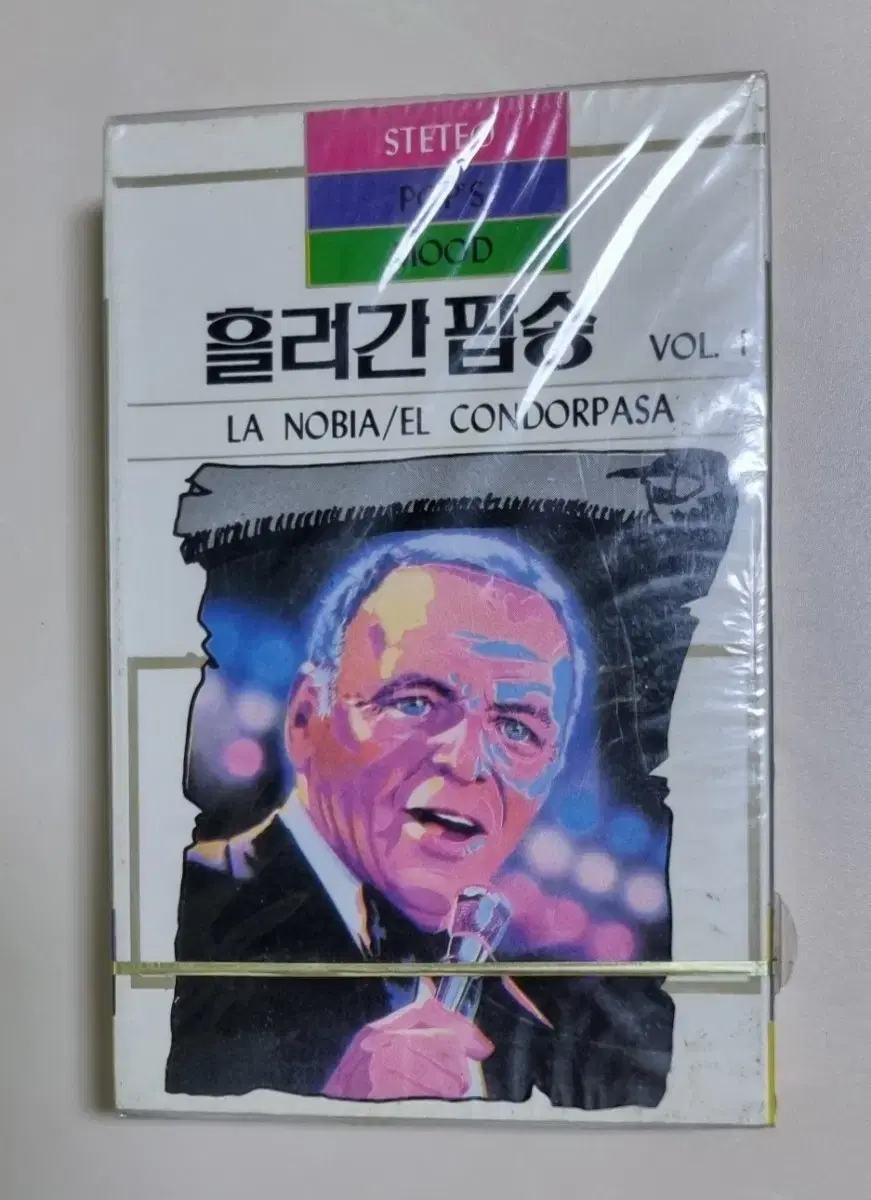 STETEO
POP'S
MOOD
흘러간 팝송 VOL. 1
LA NOBIA/EL CONDORPASA